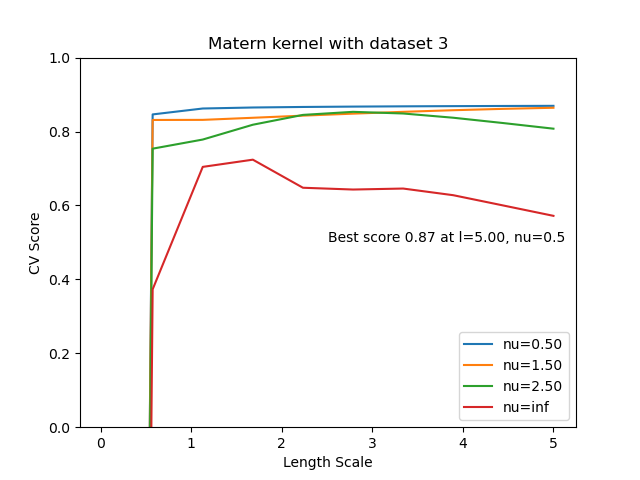 Matern kernel with dataset 3
1.0
0.8
0.6
0.4
0.2
0.0
CV Score
Best score 0.87 at l=5.00, nu=0.5
nu=0.50
nu=1.50
nu=2.50
nu=inf
0 1 2 3 4 5
Length Scale